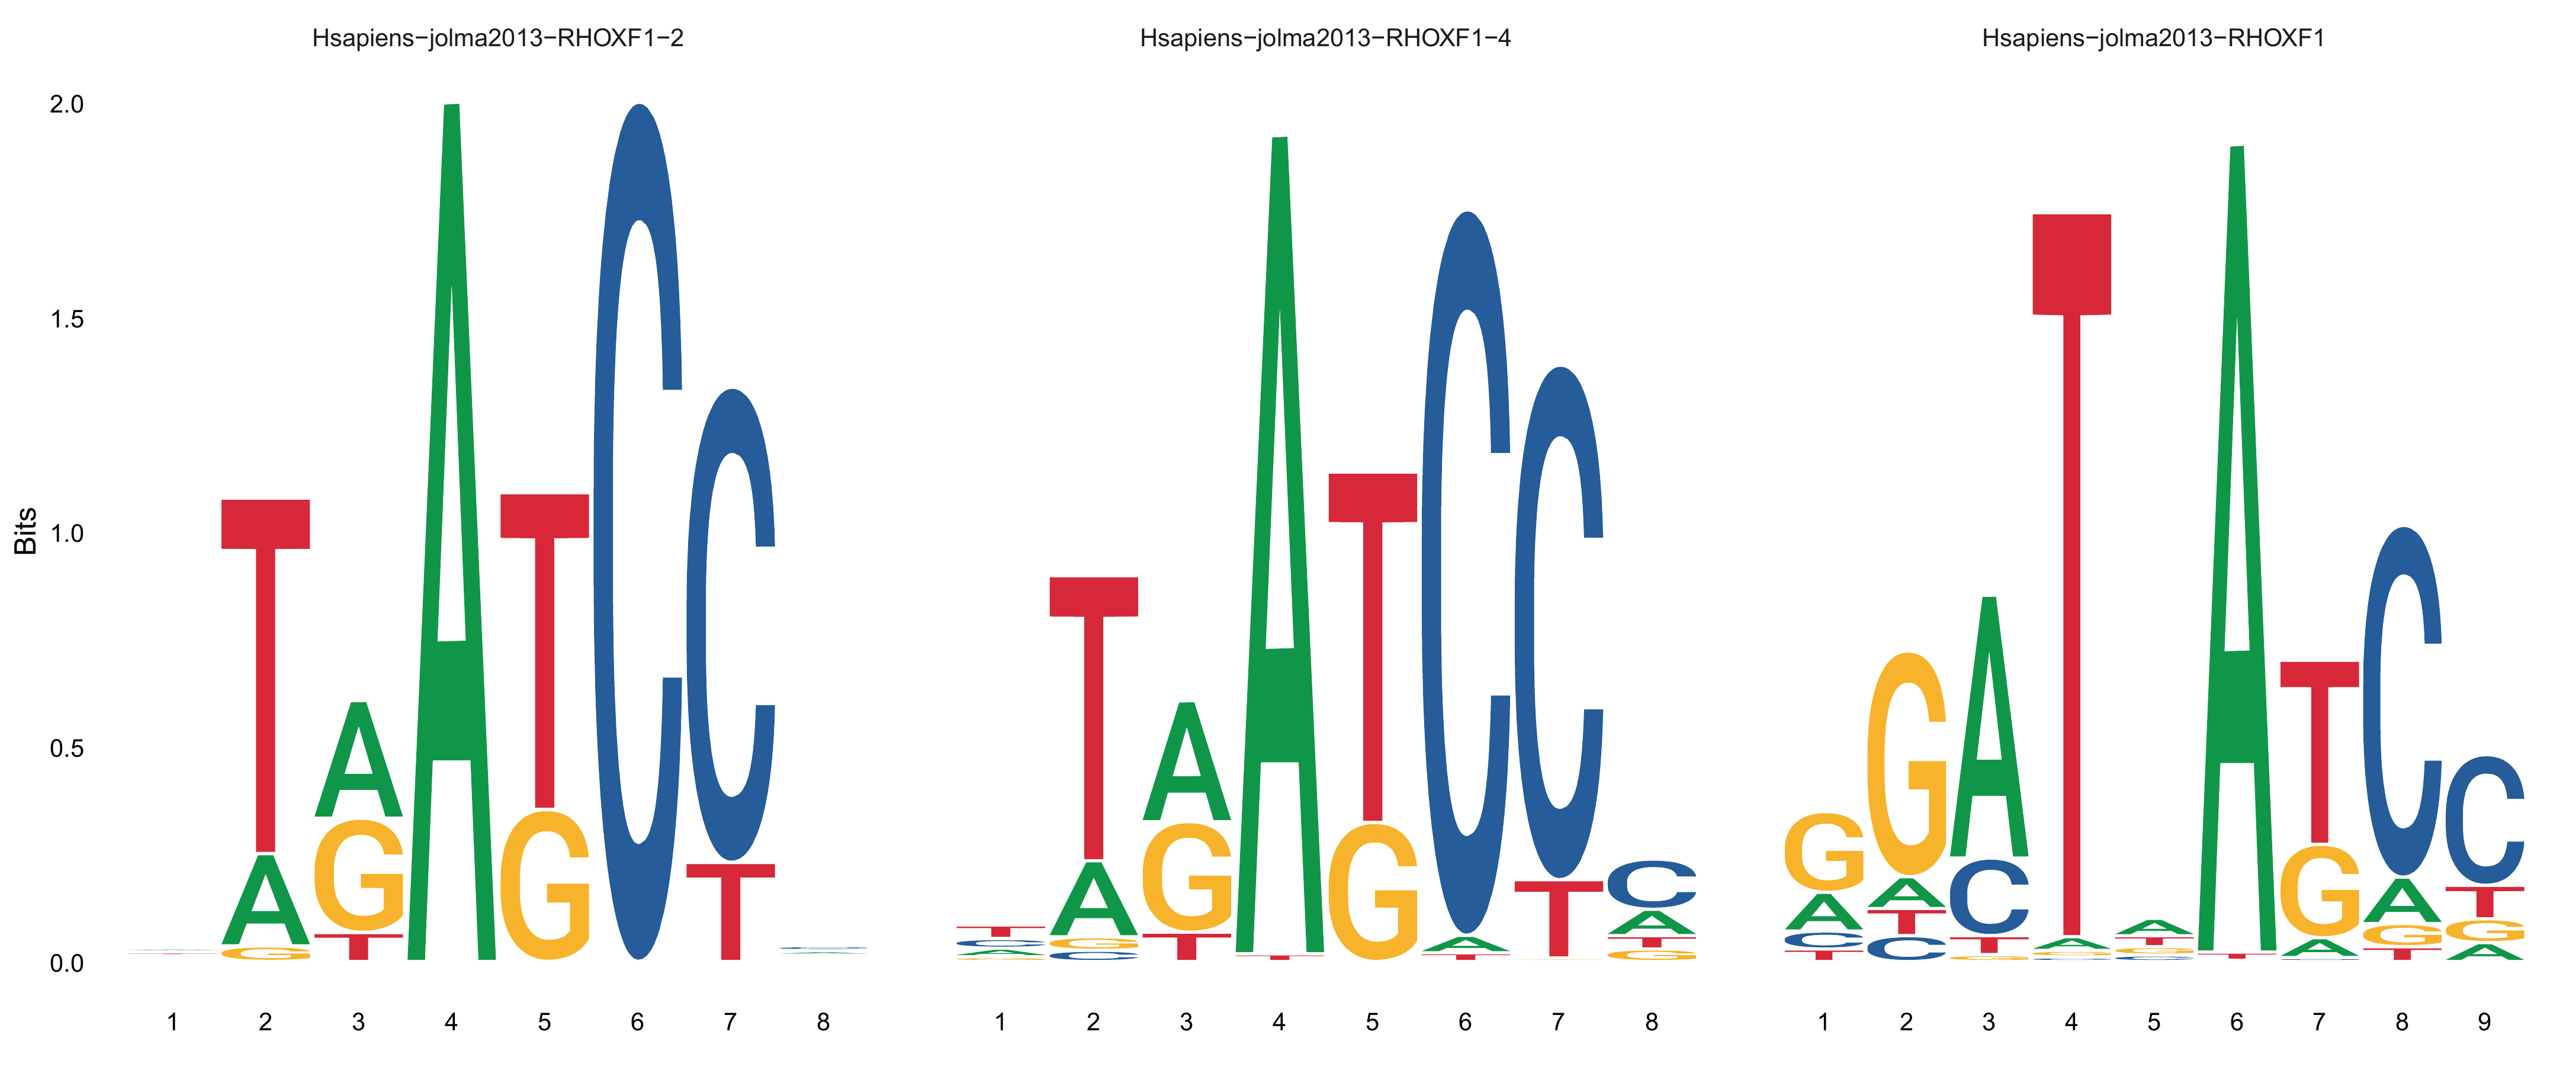 Hsapiens−jolma2013−RHOXF1−2 Hsapiens−jolma2013−RHOXF1−4 Hsapiens−jolma2013−RHOXF1
2.0
1.5
1.0
0.5
0.0
Bits
T A G
A G T
A
T G
C
C T
T C A
T A G C
A G T
A T
T G
C A T
C T
C A T G
G A C T
G A T C
A C T G
T A G C
A T G C
A T
T G A
C A G T
C T G A
1 2 3 4 5 6 7 8 1 2 3 4 5 6 7 8 1 2 3 4 5 6 7 8 9